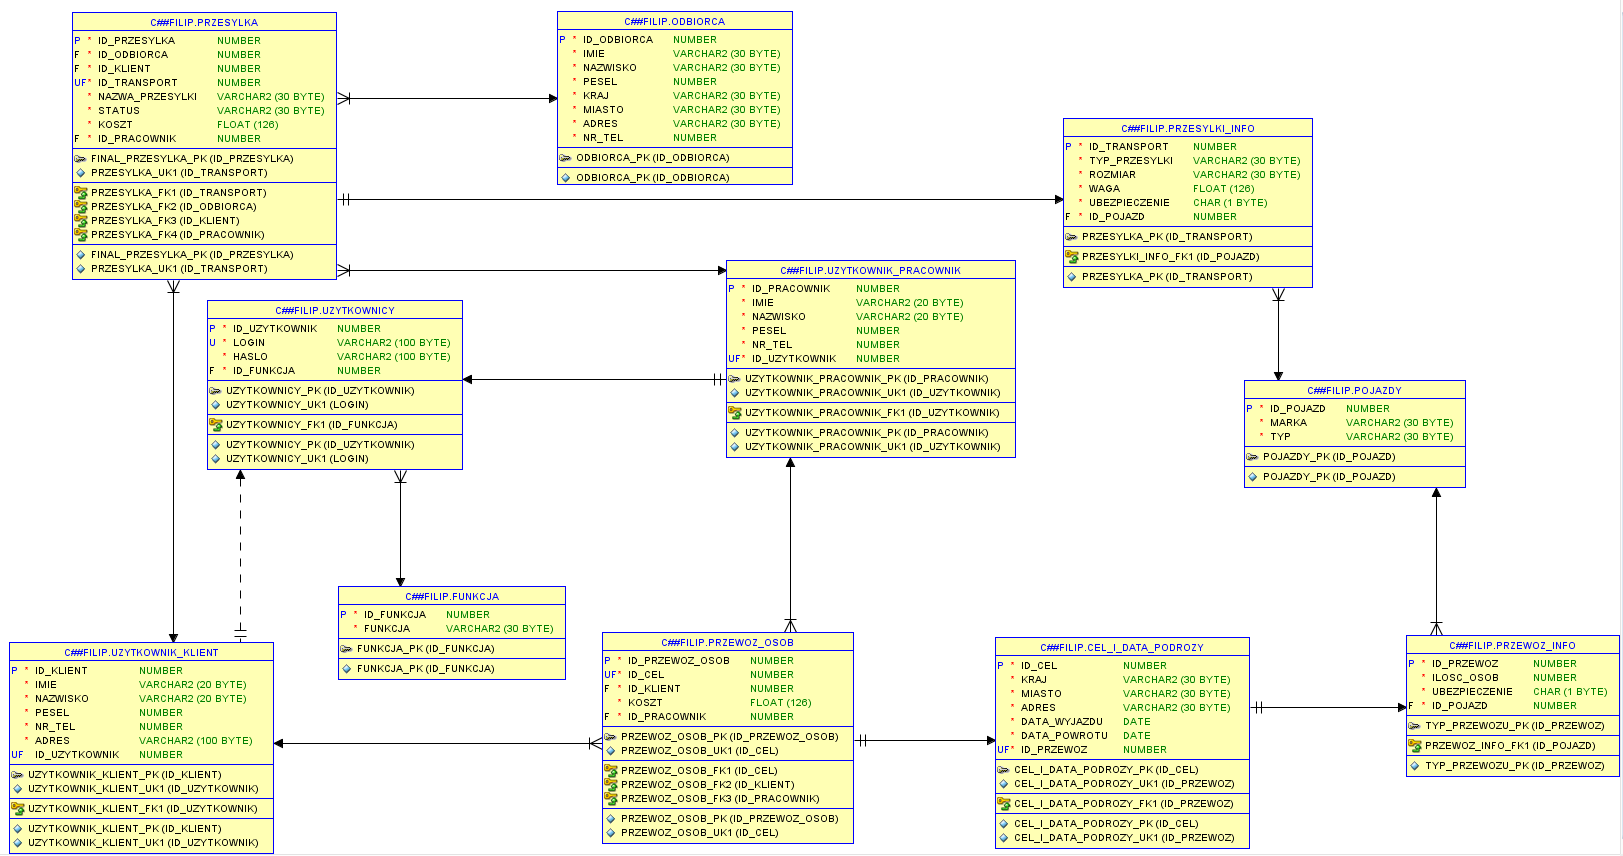 C##FILIP.PRZESYLKA
P * ID_PRZESYLKA NUMBER
F * ID_ODBIORCA NUMBER
F * ID_KLIENT NUMBER
UF* ID_TRANSPORT NUMBER
* NAZWA_PRZESYLKI VARCHAR2 (30 BYTE)
* STATUS VARCHAR2 (30 BYTE)
* KOSZT FLOAT (126)
F * ID_PRACOWNIK NUMBER
FINAL_PRZESYLKA_PK (ID_PRZESYLKA)
PRZESYLKA_UK1 (ID_TRANSPORT)
PRZESYLKA_FK1 (ID_TRANSPORT)
PRZESYLKA_FK2 (ID_ODBIORCA)
PRZESYLKA_FK3 (ID_KLIENT)
PRZESYLKA_FK4 (ID_PRACOWNIK)
FINAL_PRZESYLKA_PK (ID_PRZESYLKA)
PRZESYLKA_UK1 (ID_TRANSPORT)
C##FILIP.ODBIORCA
P * ID_ODBIORCA NUMBER
* IMIE VARCHAR2 (30 BYTE)
* NAZWISKO VARCHAR2 (30 BYTE)
* PESEL NUMBER
* KRAJ VARCHAR2 (30 BYTE)
* MIASTO VARCHAR2 (30 BYTE)
* ADRES VARCHAR2 (30 BYTE)
* NR_TEL NUMBER
ODBIORCA_PK (ID_ODBIORCA)
ODBIORCA_PK (ID_ODBIORCA)
C##FILIP.PRZESYLKI_INFO
P * ID_TRANSPORT NUMBER
* TYP_PRZESYLKI VARCHAR2 (30 BYTE)
* ROZMIAR VARCHAR2 (30 BYTE)
* WAGA FLOAT (126)
* UBEZPIECZENIE CHAR (1 BYTE)
F * ID_POJAZD NUMBER
PRZESYLKA_PK (ID_TRANSPORT)
PRZESYLKI_INFO_FK1 (ID_POJAZD)
PRZESYLKA_PK (ID_TRANSPORT)
C##FILIP.UZYTKOWNICY
P * ID_UZYTKOWNIK NUMBER
U * LOGIN VARCHAR2 (100 BYTE)
* HASLO VARCHAR2 (100 BYTE)
F * ID_FUNKCJA NUMBER
UZYTKOWNICY_PK (ID_UZYTKOWNIK)
UZYTKOWNICY_UK1 (LOGIN)
UZYTKOWNICY_FK1 (ID_FUNKCJA)
UZYTKOWNICY_PK (ID_UZYTKOWNIK)
UZYTKOWNICY_UK1 (LOGIN)
C##FILIP.UZYTKOWNIK_PRACOWNIK
P * ID_PRACOWNIK NUMBER
* IMIE VARCHAR2 (20 BYTE)
* NAZWISKO VARCHAR2 (20 BYTE)
* PESEL NUMBER
* NR_TEL NUMBER
UF* ID_UZYTKOWNIK NUMBER
UZYTKOWNIK_PRACOWNIK_PK (ID_PRACOWNIK)
UZYTKOWNIK_PRACOWNIK_UK1 (ID_UZYTKOWNIK)
UZYTKOWNIK_PRACOWNIK_FK1 (ID_UZYTKOWNIK)
UZYTKOWNIK_PRACOWNIK_PK (ID_PRACOWNIK)
UZYTKOWNIK_PRACOWNIK_UK1 (ID_UZYTKOWNIK)
C##FILIP.POJAZDY
P * ID_POJAZD NUMBER
* MARKA VARCHAR2 (30 BYTE)
* TYP VARCHAR2 (30 BYTE)
POJAZDY_PK (ID_POJAZD)
POJAZDY_PK (ID_POJAZD)
C##FILIP.UZYTKOWNIK_KLIENT
P * ID_KLIENT NUMBER
* IMIE VARCHAR2 (20 BYTE)
* NAZWISKO VARCHAR2 (20 BYTE)
* PESEL NUMBER
* NR_TEL NUMBER
* ADRES VARCHAR2 (100 BYTE)
UF ID_UZYTKOWNIK NUMBER
UZYTKOWNIK_KLIENT_PK (ID_KLIENT)
UZYTKOWNIK_KLIENT_UK1 (ID_UZYTKOWNIK)
UZYTKOWNIK_KLIENT_FK1 (ID_UZYTKOWNIK)
UZYTKOWNIK_KLIENT_PK (ID_KLIENT)
UZYTKOWNIK_KLIENT_UK1 (ID_UZYTKOWNIK)
C##FILIP.FUNKCJA
P * ID_FUNKCJA NUMBER
* FUNKCJA VARCHAR2 (30 BYTE)
FUNKCJA_PK (ID_FUNKCJA)
FUNKCJA_PK (ID_FUNKCJA)
C##FILIP.PRZEWOZ_OSOB
P * ID_PRZEWOZ_OSOB NUMBER
UF* ID_CEL NUMBER
F * ID_KLIENT NUMBER
* KOSZT FLOAT (126)
F * ID_PRACOWNIK NUMBER
PRZEWOZ_OSOB_PK (ID_PRZEWOZ_OSOB)
PRZEWOZ_OSOB_UK1 (ID_CEL)
PRZEWOZ_OSOB_FK1 (ID_CEL)
PRZEWOZ_OSOB_FK2 (ID_KLIENT)
PRZEWOZ_OSOB_FK3 (ID_PRACOWNIK)
PRZEWOZ_OSOB_PK (ID_PRZEWOZ_OSOB)
PRZEWOZ_OSOB_UK1 (ID_CEL)
C##FILIP.CEL_I_DATA_PODROZY
P * ID_CEL NUMBER
* KRAJ VARCHAR2 (30 BYTE)
* MIASTO VARCHAR2 (30 BYTE)
* ADRES VARCHAR2 (30 BYTE)
* DATA_WYJAZDU DATE
* DATA_POWROTU DATE
UF* ID_PRZEWOZ NUMBER
CEL_I_DATA_PODROZY_PK (ID_CEL)
CEL_I_DATA_PODROZY_UK1 (ID_PRZEWOZ)
CEL_I_DATA_PODROZY_FK1 (ID_PRZEWOZ)
CEL_I_DATA_PODROZY_PK (ID_CEL)
CEL_I_DATA_PODROZY_UK1 (ID_PRZEWOZ)
C##FILIP.PRZEWOZ_INFO
P * ID_PRZEWOZ NUMBER
* ILOSC_OSOB NUMBER
* UBEZPIECZENIE CHAR (1 BYTE)
F * ID_POJAZD NUMBER
TYP_PRZEWOZU_PK (ID_PRZEWOZ)
PRZEWOZ_INFO_FK1 (ID_POJAZD)
TYP_PRZEWOZU_PK (ID_PRZEWOZ)